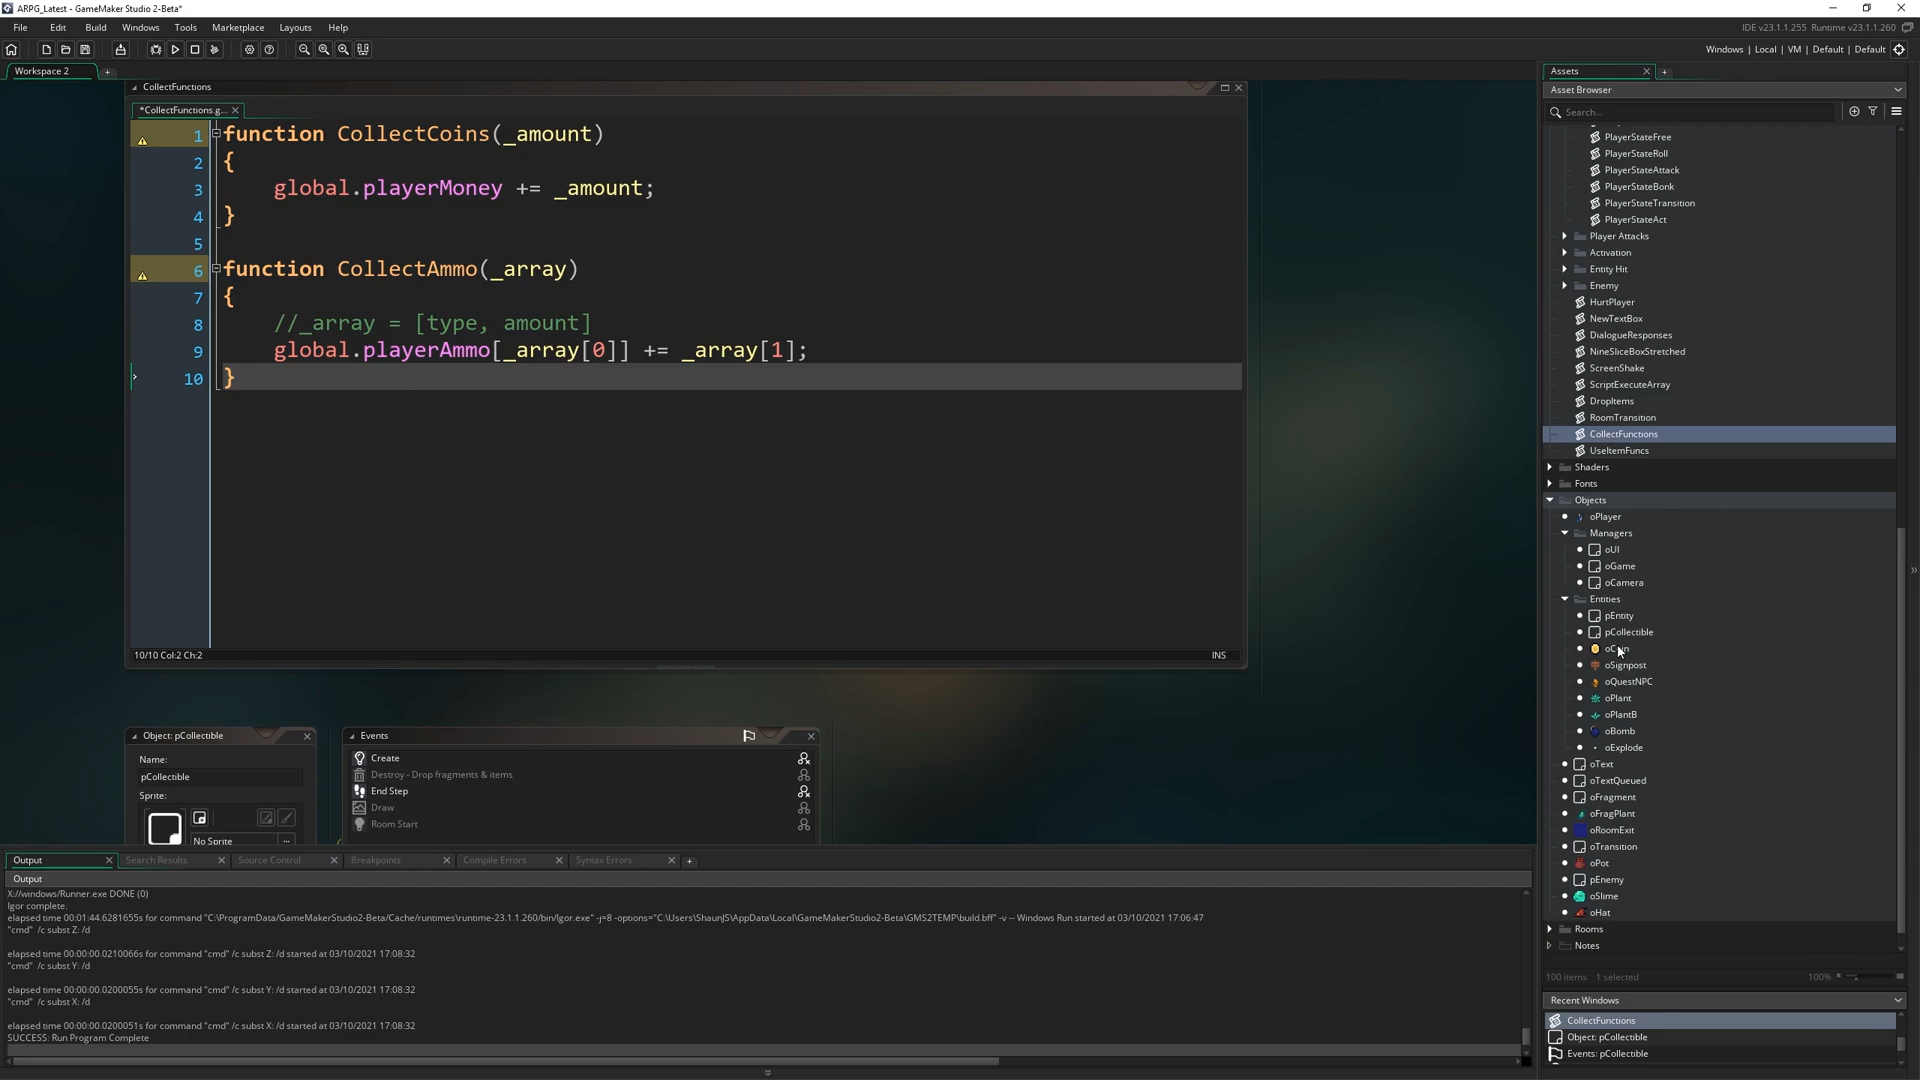 ARPG_Latest - GameMaker Studio 2-Beta*
File Edit Build Windows Tools Marketplace Layouts Help
IDE v23.1.1.255 Runtime v23.1.1.260
Windows | Local | VM | Default | Default
Workspace 2
CollectFunctions
*CollectFunctions.g...
1 function CollectCoins(_amount)
2 {
3 global.playerMoney += _amount;
4 }
5
6 function CollectAmmo(_array)
7 {
8 //_array = [type, amount]
9 global.playerAmmo[_array[0]] += _array[1];
10 }
10/10 Col:2 Ch:2
INS
Object: pCollectible
Name:
pCollectible
Sprite:
No Sprite
...
Events
Create
Destroy - Drop fragments & items
End Step
Draw
Room Start
Output Search Results Source Control Breakpoints Compile Errors Syntax Errors
Output
X://windows/Runner.exe DONE (0)
Igor complete.
elapsed time 00:01:44.6281655s for command "C:\ProgramData/GameMakerStudio2-Beta/Cache/runtimes\runtime-23.1.1.260/bin/Igor.exe" -j=8 -options="C:\Users\ShaunJS\AppData\Local\GameMakerStudio2-Beta\GMS2TEMP\build.bff" -v -- Windows Run started at 03/10/2021 17:06:47
"cmd" /c subst Z: /d
elapsed time 00:00:00.0210066s for command "cmd" /c subst Z: /d started at 03/10/2021 17:08:32
"cmd" /c subst Y: /d
elapsed time 00:00:00.0200055s for command "cmd" /c subst Y: /d started at 03/10/2021 17:08:32
"cmd" /c subst X: /d
elapsed time 00:00:00.0200051s for command "cmd" /c subst X: /d started at 03/10/2021 17:08:32
SUCCESS: Run Program Complete
Assets
Asset Browser
Search...
PlayerStateFree
PlayerStateRoll
PlayerStateAttack
PlayerStateBonk
PlayerStateTransition
PlayerStateAct
Player Attacks
Activation
Entity Hit
Enemy
HurtPlayer
NewTextBox
DialogueResponses
NineSliceBoxStretched
ScreenShake
ScriptExecuteArray
DropItems
RoomTransition
CollectFunctions
UseItemFuncs
Shaders
Fonts
Objects
oPlayer
Managers
oUI
oGame
oCamera
Entities
pEntity
pCollectible
oSignpost
oQuestNPC
oPlant
oPlantB
oBomb
oExplode
oText
oTextQueued
oFragment
oFragPlant
oRoomExit
oTransition
oPot
pEnemy
oSlime
oHat
Rooms
Notes
100 items 1 selected
100%
Recent Windows
CollectFunctions
Object: pCollectible
Events: pCollectible